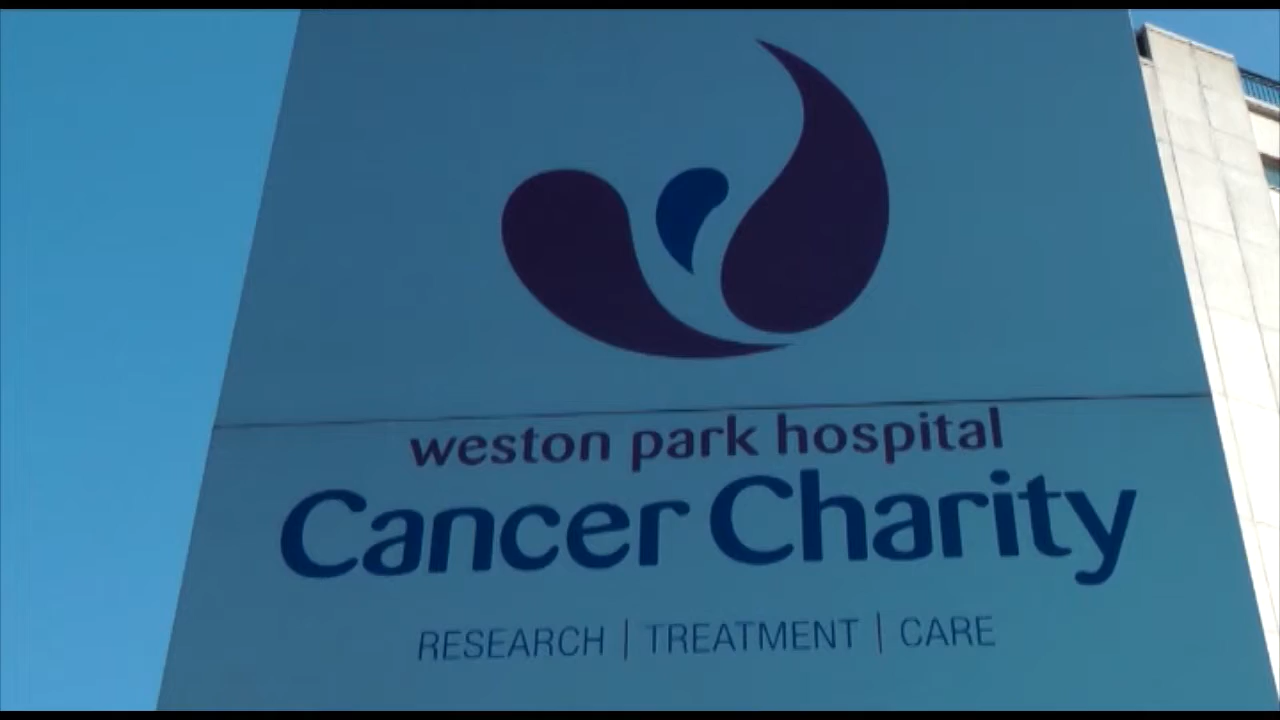 weston park hospital
Cancer Charity
RESEARCH | TREATMENT | CARE